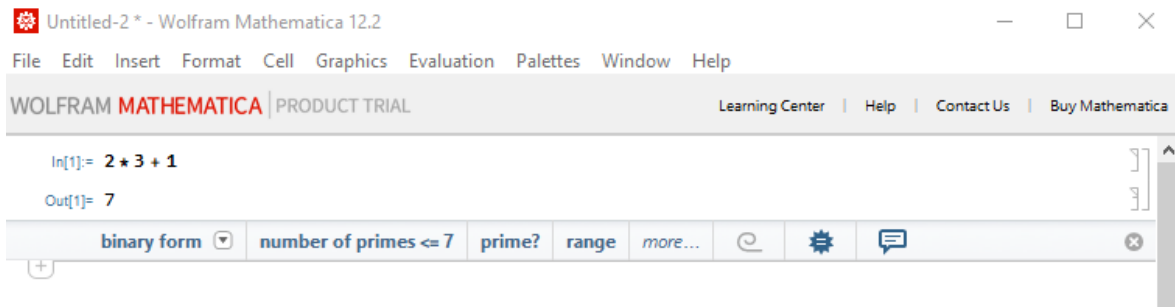 Untitled-2 * - Wolfram Mathematica 12.2
File Edit Insert Format Cell Graphics Evaluation Palettes Window Help
WOLFRAM MATHEMATICA | PRODUCT TRIAL Learning Center | Help | Contact Us | Buy Mathematica
In[1]:= 2 * 3 + 1
Out[1]= 7
binary form number of primes <= 7 prime? range more...